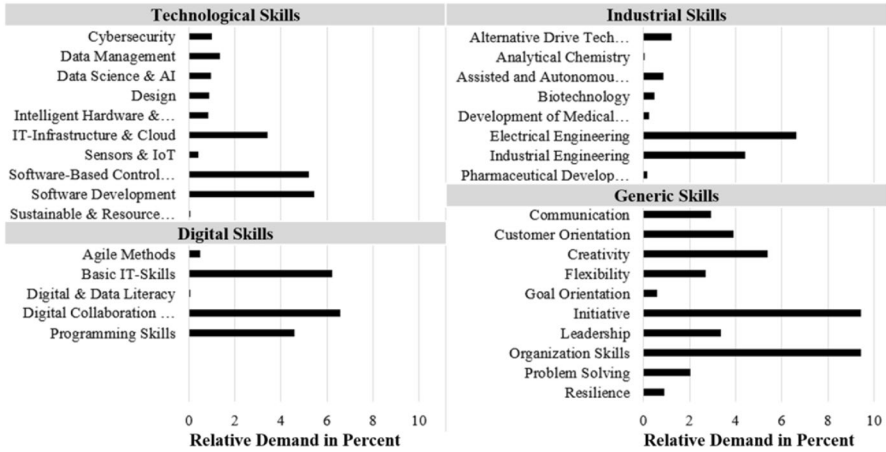 Technological Skills
Cybersecurity
Data Management
Data Science & AI
Design
Intelligent Hardware &...
IT-Infrastructure & Cloud
Sensors & IoT
Software-Based Control...
Software Development
Sustainable & Resource...
Digital Skills
Agile Methods
Basic IT-Skills
Digital & Data Literacy
Digital Collaboration ...
Programming Skills
0 2 4 6 8 10
Relative Demand in Percent
Industrial Skills
Alternative Drive Tech...
Analytical Chemistry
Assisted and Autonomou...
Biotechnology
Development of Medical...
Electrical Engineering
Industrial Engineering
Pharmaceutical Develop...
Generic Skills
Communication
Customer Orientation
Creativity
Flexibility
Goal Orientation
Initiative
Leadership
Organization Skills
Problem Solving
Resilience
0 2 4 6 8 10
Relative Demand in Percent